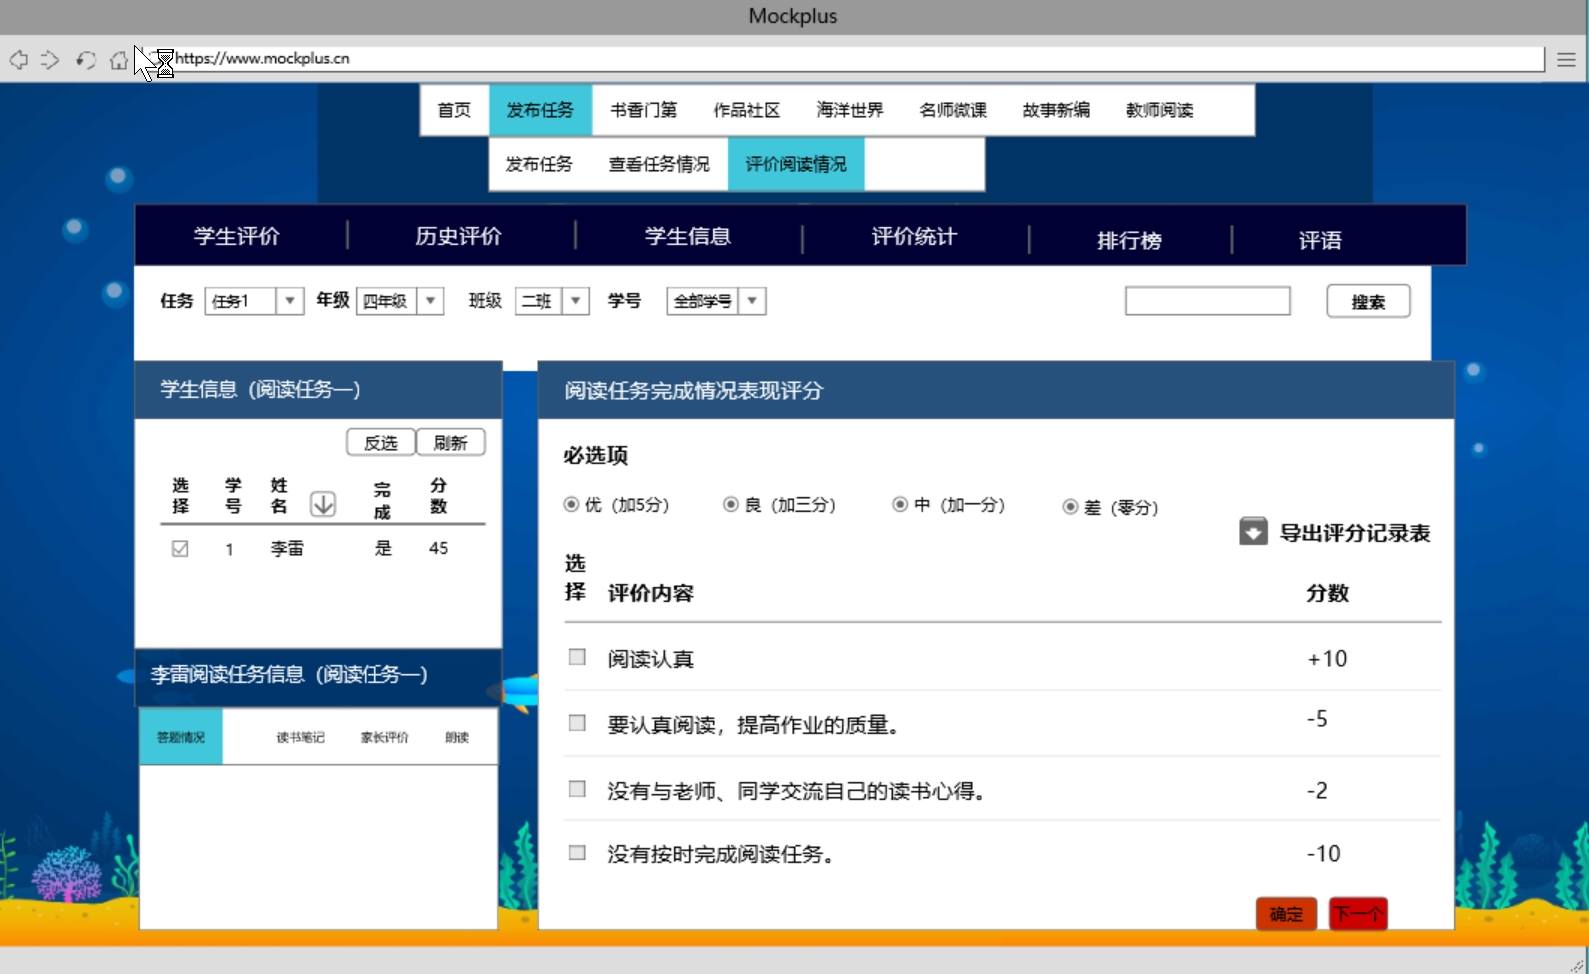 Mockplus
https://www.mockplus.cn
首页 发布任务 书香门第 作品社区 海洋世界 名师微课 故事新编 教师阅读
发布任务 查看任务情况 评价阅读情况
学生评价 历史评价 学生信息 评价统计 排行榜 评语
任务 任务1 年级 四年级 班级 二班 学号 全部学号 搜索
学生信息（阅读任务一）
反选 刷新
选择 学号 姓名 完成 分数
1 李雷 是 45
李雷阅读任务信息（阅读任务一）
答题情况 读书笔记 家长评价 朗读
阅读任务完成情况表现评分
必选项
优（加5分） 良（加三分） 中（加一分） 差（零分）
导出评分记录表
选择 评价内容 分数
阅读认真 +10
要认真阅读，提高作业的质量。 -5
没有与老师、同学交流自己的读书心得。 -2
没有按时完成阅读任务。 -10
确定 下一个